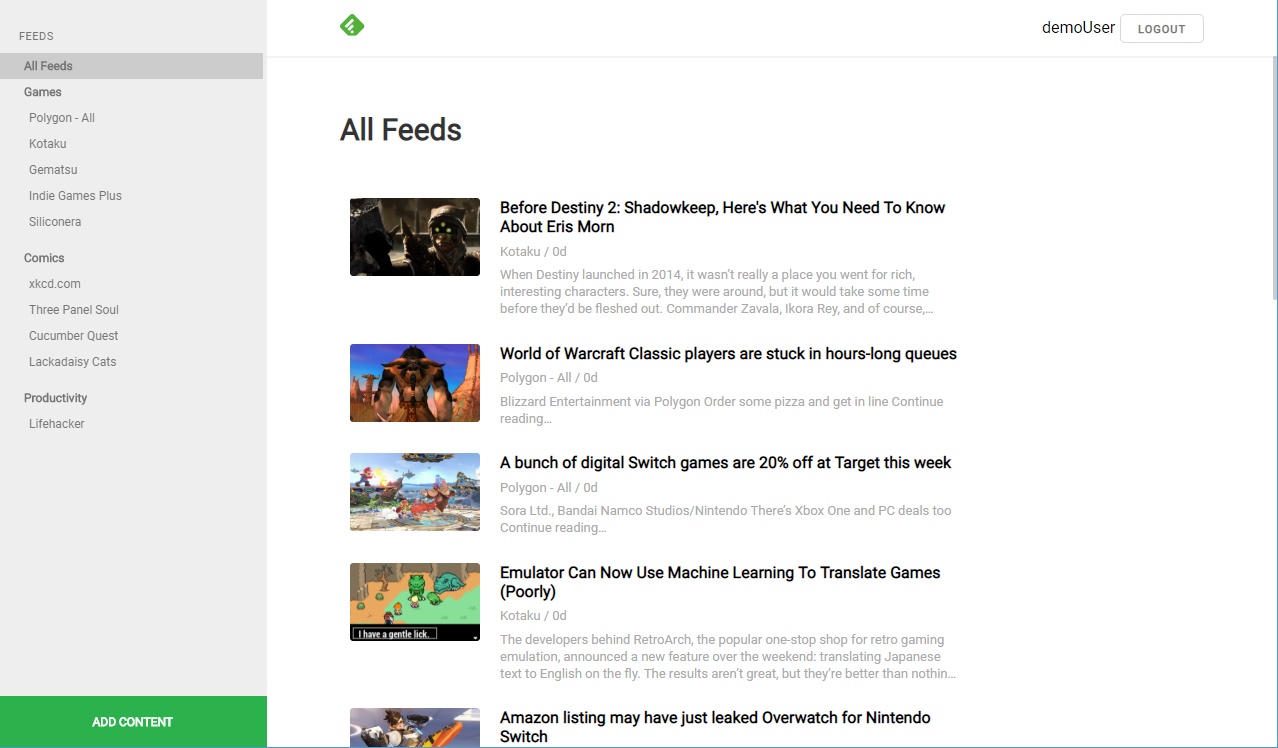 FEEDS
All Feeds
Games
Polygon - All
Kotaku
Gematsu
Indie Games Plus
Siliconera
Comics
xkcd.com
Three Panel Soul
Cucumber Quest
Lackadaisy Cats
Productivity
Lifehacker
ADD CONTENT
demoUser
LOGOUT
All Feeds
Before Destiny 2: Shadowkeep, Here's What You Need To Know
About Eris Morn
Kotaku / 0d
When Destiny launched in 2014, it wasn’t really a place you went for rich,
interesting characters. Sure, they were around, but it would take some time
before they’d be fleshed out. Commander Zavala, Ikora Rey, and of course,…
World of Warcraft Classic players are stuck in hours-long queues
Polygon - All / 0d
Blizzard Entertainment via Polygon Order some pizza and get in line Continue
reading…
A bunch of digital Switch games are 20% off at Target this week
Polygon - All / 0d
Sora Ltd., Bandai Namco Studios/Nintendo There’s Xbox One and PC deals too
Continue reading…
Emulator Can Now Use Machine Learning To Translate Games
(Poorly)
Kotaku / 0d
I have a gentle lick.
The developers behind RetroArch, the popular one-stop shop for retro gaming
emulation, announced a new feature over the weekend: translating Japanese
text to English on the fly. The results aren’t great, but they’re better than nothin…
Amazon listing may have just leaked Overwatch for Nintendo
Switch